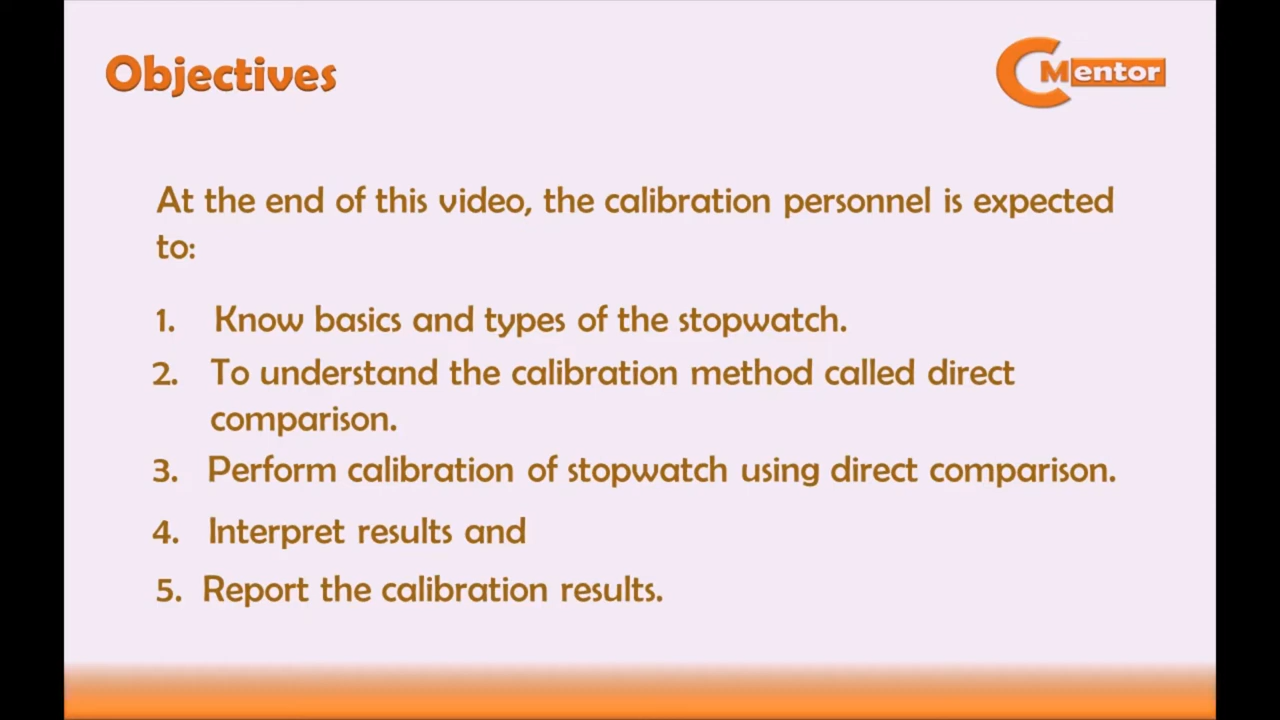 Objectives
C Mentor
At the end of this video, the calibration personnel is expected
to:
1. Know basics and types of the stopwatch.
2. To understand the calibration method called direct
comparison.
3. Perform calibration of stopwatch using direct comparison.
4. Interpret results and
5. Report the calibration results.